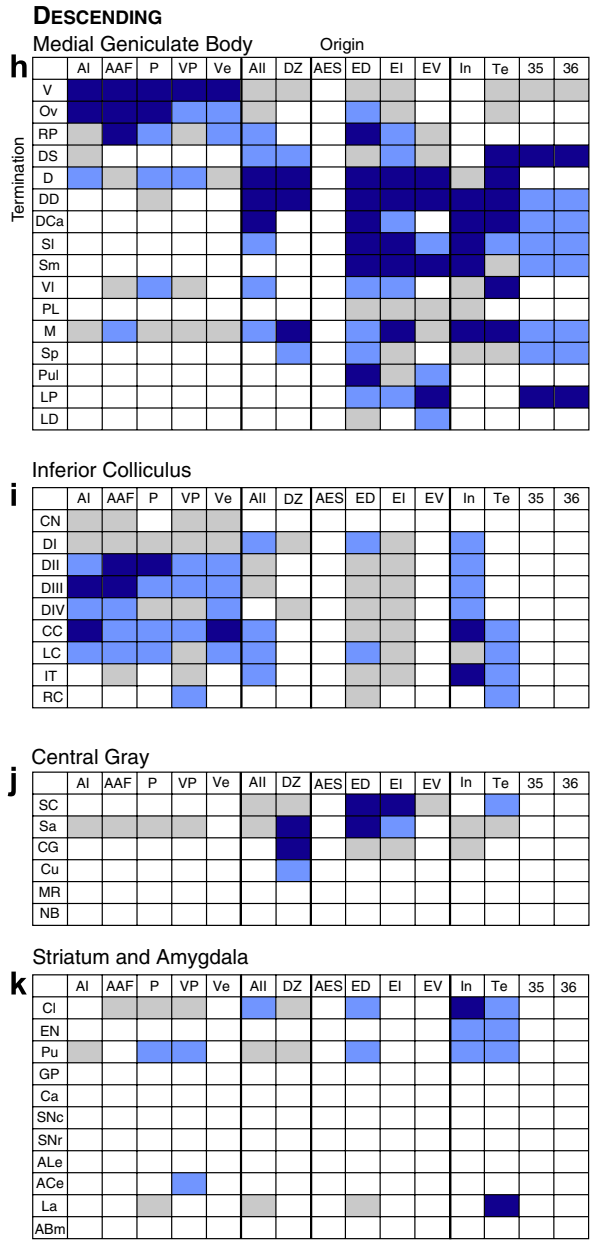 DESCENDING
Medial Geniculate Body Origin
h AI AAF P VP Ve AII DZ AES ED EI EV In Te 35 36
Termination
V
Ov
RP
DS
D
DD
DCa
Sl
Sm
Vl
PL
M
Sp
Pul
LP
LD
Inferior Colliculus
i AI AAF P VP Ve AII DZ AES ED EI EV In Te 35 36
CN
DI
DII
DIII
DIV
CC
LC
IT
RC
Central Gray
j AI AAF P VP Ve AII DZ AES ED EI EV In Te 35 36
SC
Sa
CG
Cu
MR
NB
Striatum and Amygdala
k AI AAF P VP Ve AII DZ AES ED EI EV In Te 35 36
Cl
EN
Pu
GP
Ca
SNc
SNr
ALe
ACe
La
ABm